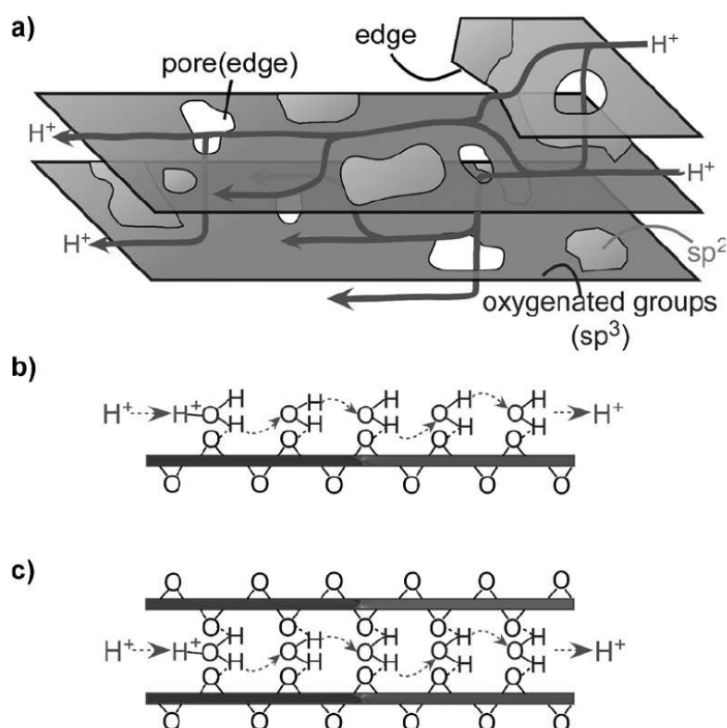 a)
edge
H⁺
pore(edge)
H⁺
H⁺
H⁺
sp²
oxygenated groups
(sp³)
b)
H H H H H
H⁺ H⁺ O H O H O H O H O H H⁺
O O O O O
O O O O O O
c)
O O O O O O
O H O H O H O H O H
H⁺ H⁺ O H O H O H O H O H H⁺
O O O O O
O O O O O O